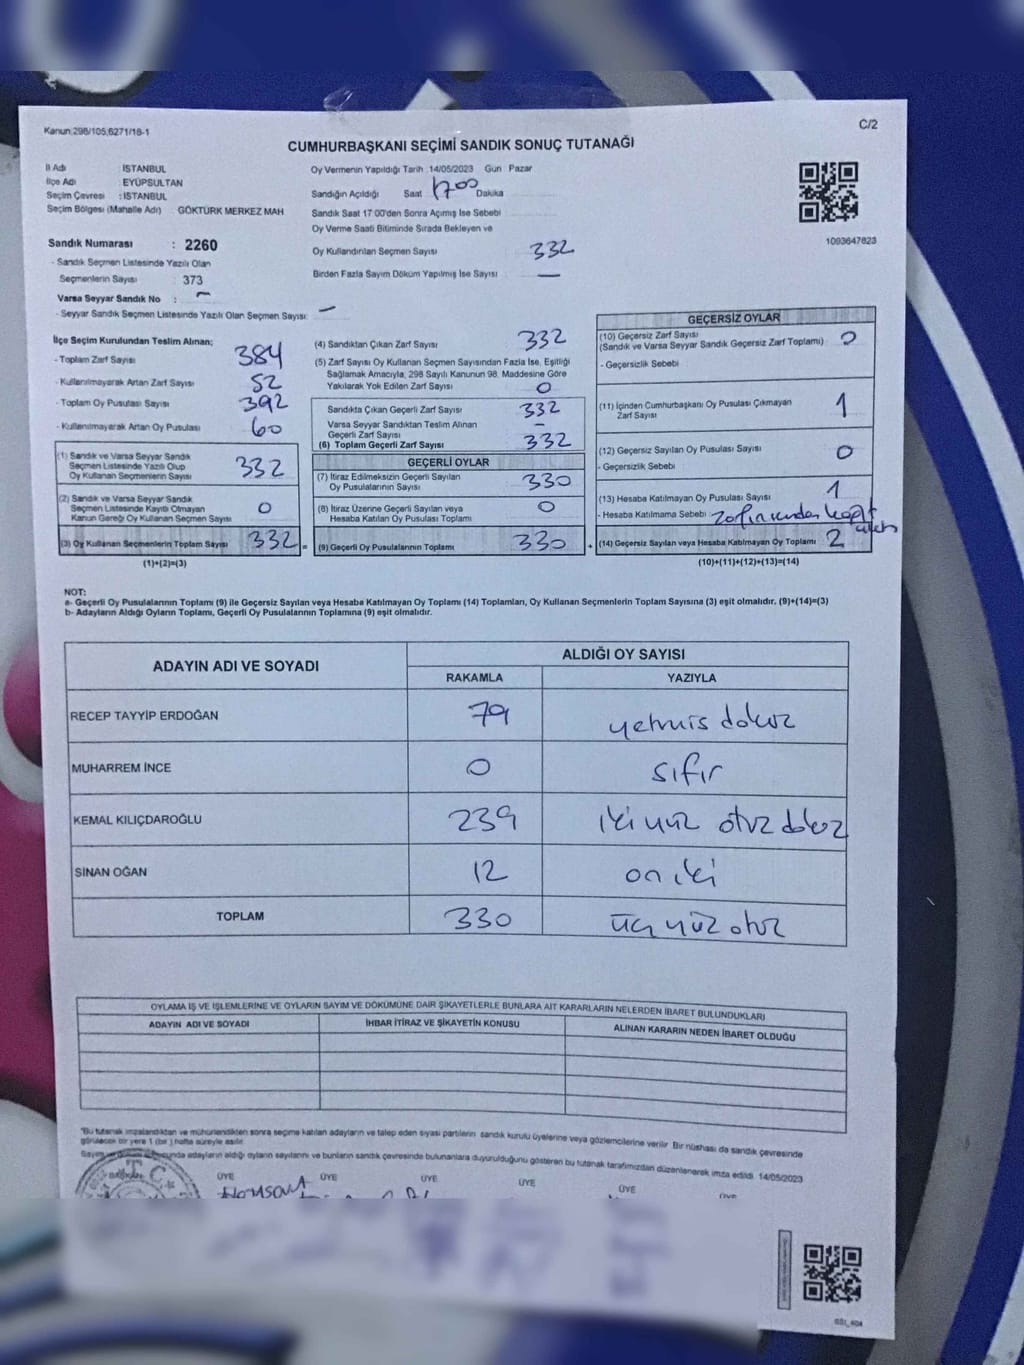 Kanun:298/105,6271/18-1
C/2
CUMHURBAŞKANI SEÇİMİ SANDIK SONUÇ TUTANAĞI
İl Adı : İSTANBUL
İlçe Adı : EYÜPSULTAN
Seçim Çevresi : İSTANBUL
Seçim Bölgesi (Mahalle Adı) GÖKTÜRK MERKEZ MAH
Sandık Numarası : 2260
- Sandık Seçmen Listesinde Yazılı Olan
Seçmenlerin Sayısı : 373
Varsa Seyyar Sandık No : –
- Seyyar Sandık Seçmen Listesinde Yazılı Olan Seçmen Sayısı: –
Oy Vermenin Yapıldığı Tarih 14/05/2023 Gün Pazar
Sandığın Açıldığı Saat 17 00 Dakika
Sandık Saat 17:00'den Sonra Açımış İse Sebebi
Oy Verme Saati Bitiminde Sırada Bekleyen ve
Oy Kullandırılan Seçmen Sayısı 332
Birden Fazla Sayım Döküm Yapılmış İse Sayısı —
1093647823
İlçe Seçim Kurulundan Teslim Alınan;
- Toplam Zarf Sayısı 384
- Kullanılmayarak Artan Zarf Sayısı 52
- Toplam Oy Pusulası Sayısı 392
- Kullanılmayarak Artan Oy Pusulası 60
(1) Sandık ve Varsa Seyyar Sandık
Seçmen Listesinde Yazılı Olup
Oy Kullanan Seçmenlerin Sayısı 332
(2) Sandık ve Varsa Seyyar Sandık
Seçmen Listesinde Kayıtlı Olmayan
Kanun Gereği Oy Kullanan Seçmen Sayısı 0
(3) Oy Kullanan Seçmenlerin Toplam Sayısı 332 =
(1)+(2)=(3)
(4) Sandıktan Çıkan Zarf Sayısı 332
(5) Zarf Sayısı Oy Kullanan Seçmen Sayısından Fazla İse, Eşitliği
Sağlamak Amacıyla, 298 Sayılı Kanunun 98. Maddesine Göre
Yakılarak Yok Edilen Zarf Sayısı 0
Sandıkta Çıkan Geçerli Zarf Sayısı 332
Varsa Seyyar Sandıktan Teslim Alınan
Geçerli Zarf Sayısı –
(6) Toplam Geçerli Zarf Sayısı 332
GEÇERLİ OYLAR
(7) İtiraz Edilmeksizin Geçerli Sayılan
Oy Pusulalarının Sayısı 330
(8) İtiraz Üzerine Geçerli Sayılan veya
Hesaba Katılan Oy Pusulası Toplamı 0
(9) Geçerli Oy Pusulalarının Toplamı 330 +
GEÇERSİZ OYLAR
(10) Geçersiz Zarf Sayısı
(Sandık ve Varsa Seyyar Sandık Geçersiz Zarf Toplamı) 0
- Geçersizlik Sebebi
(11) İçinden Cumhurbaşkanı Oy Pusulası Çıkmayan
Zarf Sayısı 1
(12) Geçersiz Sayılan Oy Pusulası Sayısı 0
- Geçersizlik Sebebi
(13) Hesaba Katılmayan Oy Pusulası Sayısı 1
- Hesaba Katılmama Sebebi
(14) Geçersiz Sayılan veya Hesaba Katılmayan Oy Toplamı 2
(10)+(11)+(12)+(13)=(14)
NOT:
a- Geçerli Oy Pusulalarının Toplamı (9) ile Geçersiz Sayılan veya Hesaba Katılmayan Oy Toplamı (14) Toplamları, Oy Kullanan Seçmenlerin Toplam Sayısına (3) eşit olmalıdır. (9)+(14)=(3)
b- Adayların Aldığı Oyların Toplamı, Geçerli Oy Pusulalarının Toplamına (9) eşit olmalıdır.
ADAYIN ADI VE SOYADI ALDIĞI OY SAYISI
RAKAMLA YAZIYLA
RECEP TAYYİP ERDOĞAN 79 yetmis dokuz
MUHARREM İNCE 0 sıfır
KEMAL KILIÇDAROĞLU 239 iki yüz otuz dokuz
SİNAN OĞAN 12 on iki
TOPLAM 330 üç yüz otuz
OYLAMA İŞ VE İŞLEMLERİNE VE OYLARIN SAYIM VE DÖKÜMÜNE DAİR ŞİKAYETLERLE BUNLARA AİT KARARLARIN NELERDEN İBARET BULUNDUKLARI
ADAYIN ADI VE SOYADI İHBAR İTİRAZ VE ŞİKAYETİN KONUSU ALINAN KARARIN NEDEN İBARET OLDUĞU
"Bu tutanak imzalandıktan ve mühürlendikten sonra seçime katılan adayların ve talep eden siyasi partilerin sandık kurulu üyelerine veya gözlemcilerine verilir. Bir nüshası da sandık çevresinde
görülecek bir yere 1 (bir) hafta süreyle asılır.
adayların aldığı oyların sayılarını ve bunların sandık çevresinde bulunanlara duyurulduğunu gösteren bu tutanak tarafımızdan düzenlenerek imza edildi. 14/05/2023
T.C.
ÜYE ÜYE ÜYE ÜYE ÜYE ÜYE